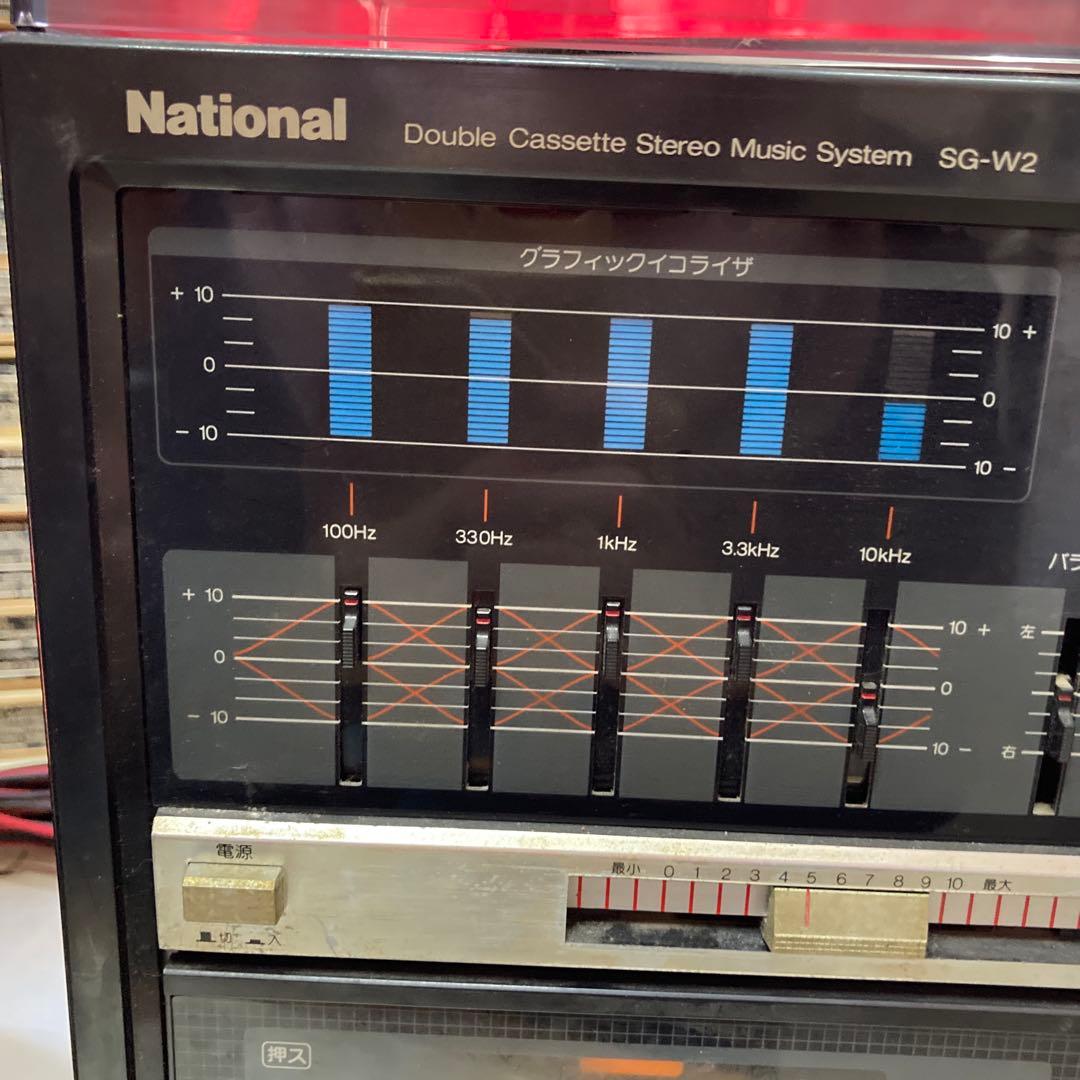 National Double Cassette Stereo Music System SG-W2
グラフィックイコライザ
+ 10 10 +
0 0
- 10 10 -
100Hz 330Hz 1kHz 3.3kHz 10kHz バラ
+ 10 10 + 左
0 0
- 10 10 - 右
電源
最小 0 1 2 3 4 5 6 7 8 9 10 最大
切 入
押ス